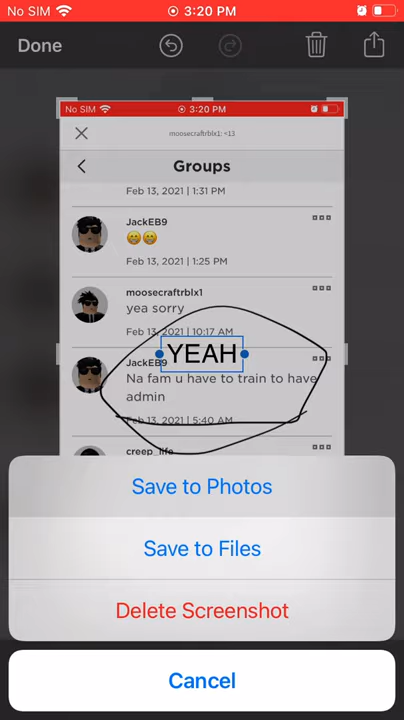 No SIM 3:20 PM
Done
No SIM 3:20 PM
moosecraftrblx1: <13
Groups
Feb 13, 2021 | 1:31 PM
JackEB9
😁😁
Feb 13, 2021 | 1:25 PM
moosecraftrblx1
yea sorry
Feb 13, 2021 | 10:17 AM
YEAH
JackEB9
Na fam u have to train to have
admin
Feb 13, 2021 | 5:40 AM
creep_life
Save to Photos
Save to Files
Delete Screenshot
Cancel